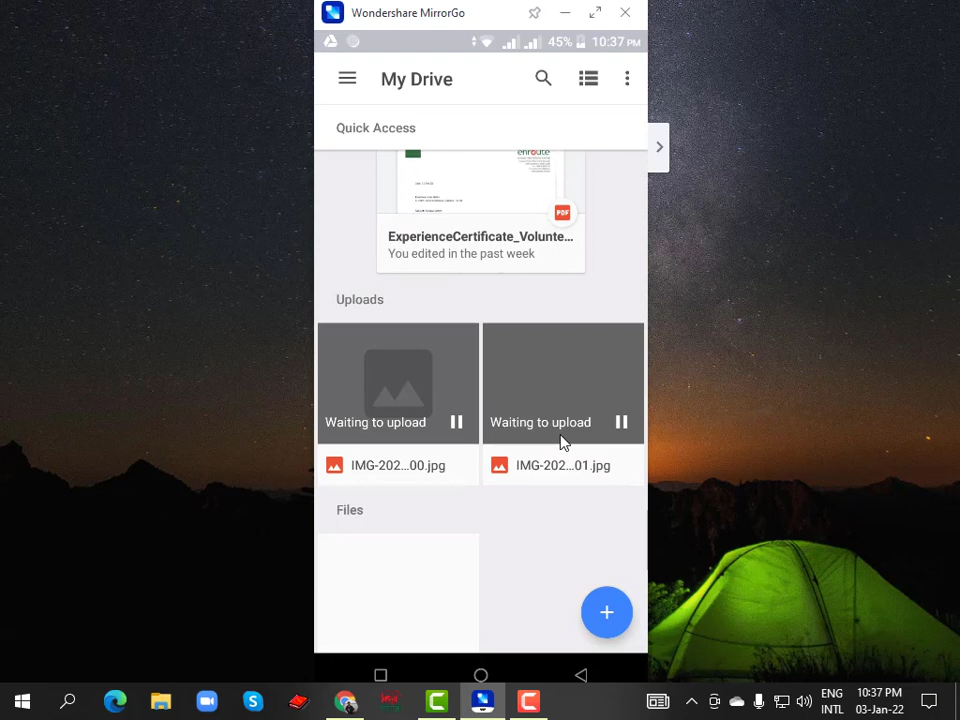 Wondershare MirrorGo
45% 10:37 PM
My Drive
Quick Access
enroute
PDF
ExperienceCertificate_Volunte...
You edited in the past week
Uploads
Waiting to upload
Waiting to upload
IMG-202...00.jpg
IMG-202...01.jpg
Files
ENG
INTL
10:37 PM
03-Jan-22